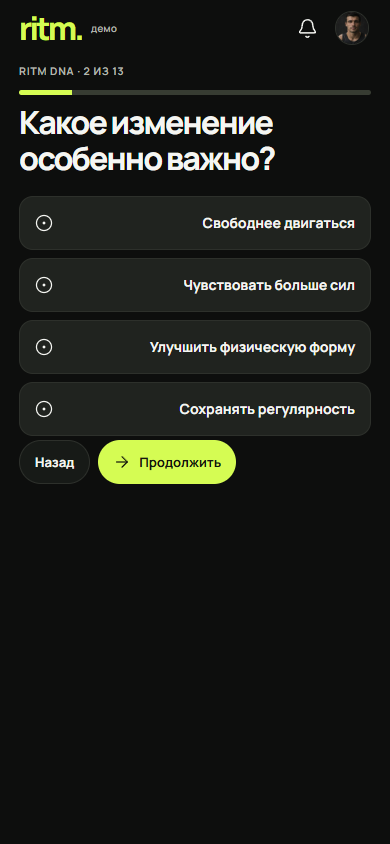 ritm. демо
RITM DNA · 2 ИЗ 13
Какое изменение
особенно важно?
Свободнее двигаться
Чувствовать больше сил
Улучшить физическую форму
Сохранять регулярность
Назад
Продолжить